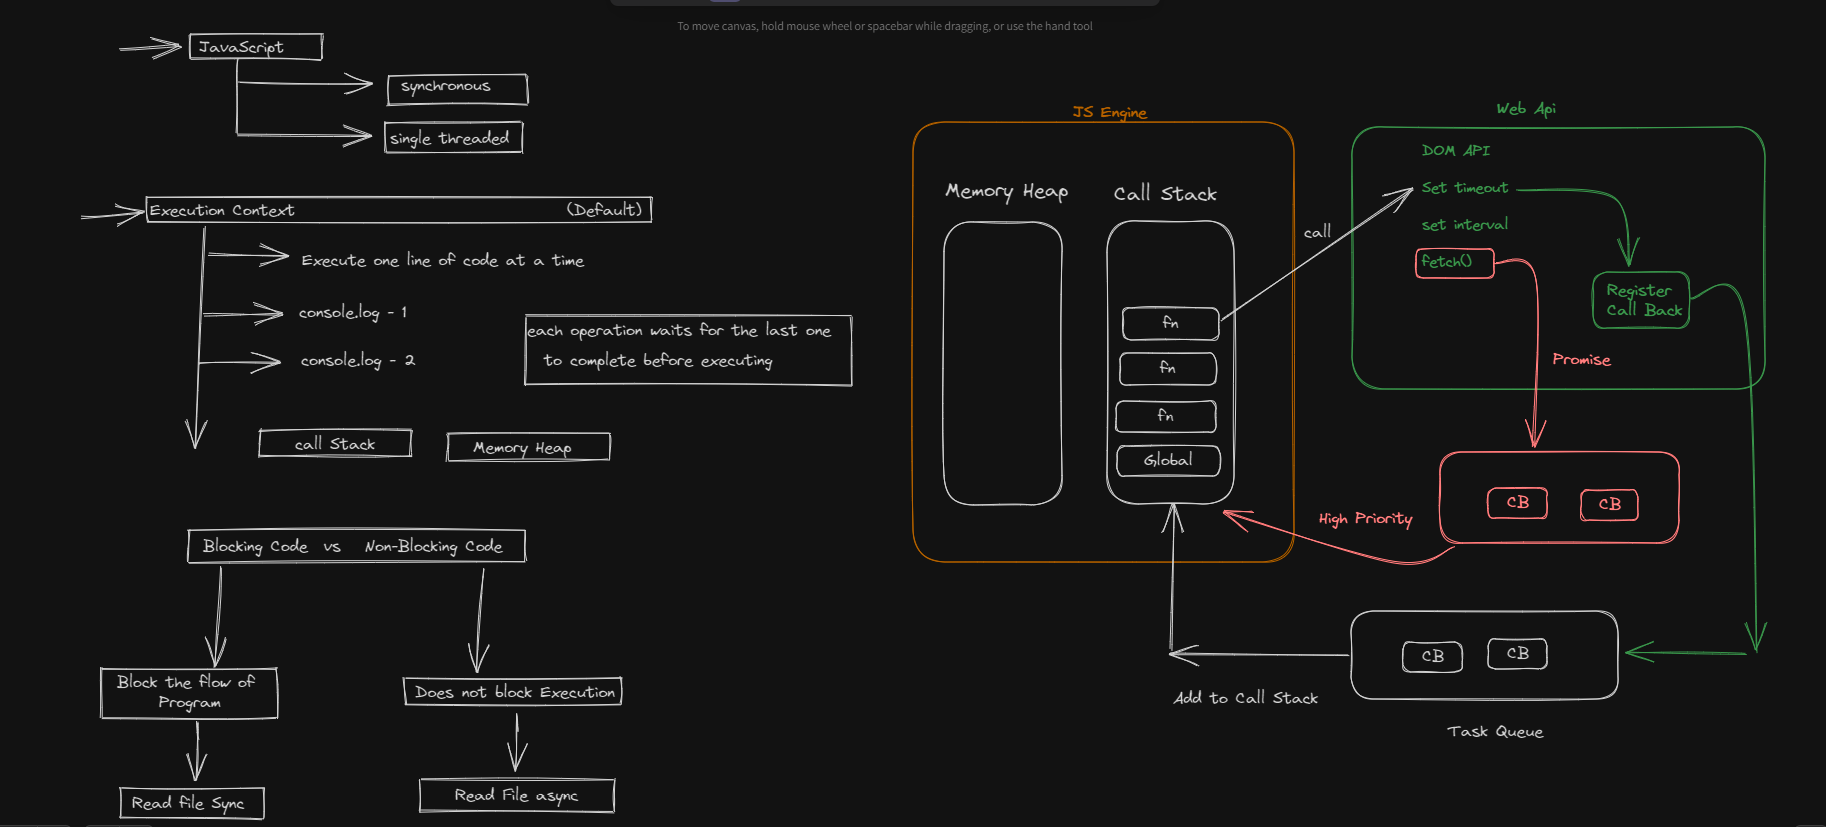 To move canvas, hold mouse wheel or spacebar while dragging, or use the hand tool
JavaScript
synchronous
single threaded
Execution Context (Default)
Execute one line of code at a time
console.log - 1
console.log - 2
each operation waits for the last one
to complete before executing
call Stack
Memory Heap
Blocking Code vs Non-Blocking Code
Block the flow of
Program
Read file Sync
Does not block Execution
Read File async
JS Engine
Memory Heap
Call Stack
fn
fn
fn
Global
call
Web Api
DOM API
Set timeout
set interval
fetch()
Register
Call Back
Promise
CB
CB
High Priority
CB
CB
Add to Call Stack
Task Queue